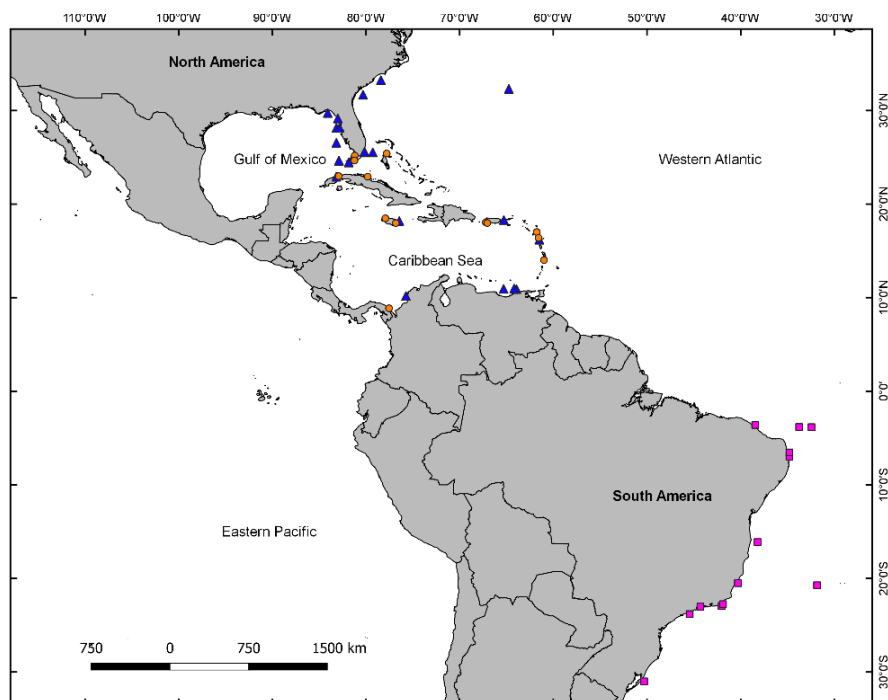 110°0'W 100°0'W 90°0'W 80°0'W 70°0'W 60°0'W 50°0'W 40°0'W 30°0'W
North America
30°0'N
Gulf of Mexico
Western Atlantic
20°0'N
Caribbean Sea
10°0'N
0°0'
10°0'S
South America
Eastern Pacific
20°0'S
750 0 750 1500 km
30°0'S